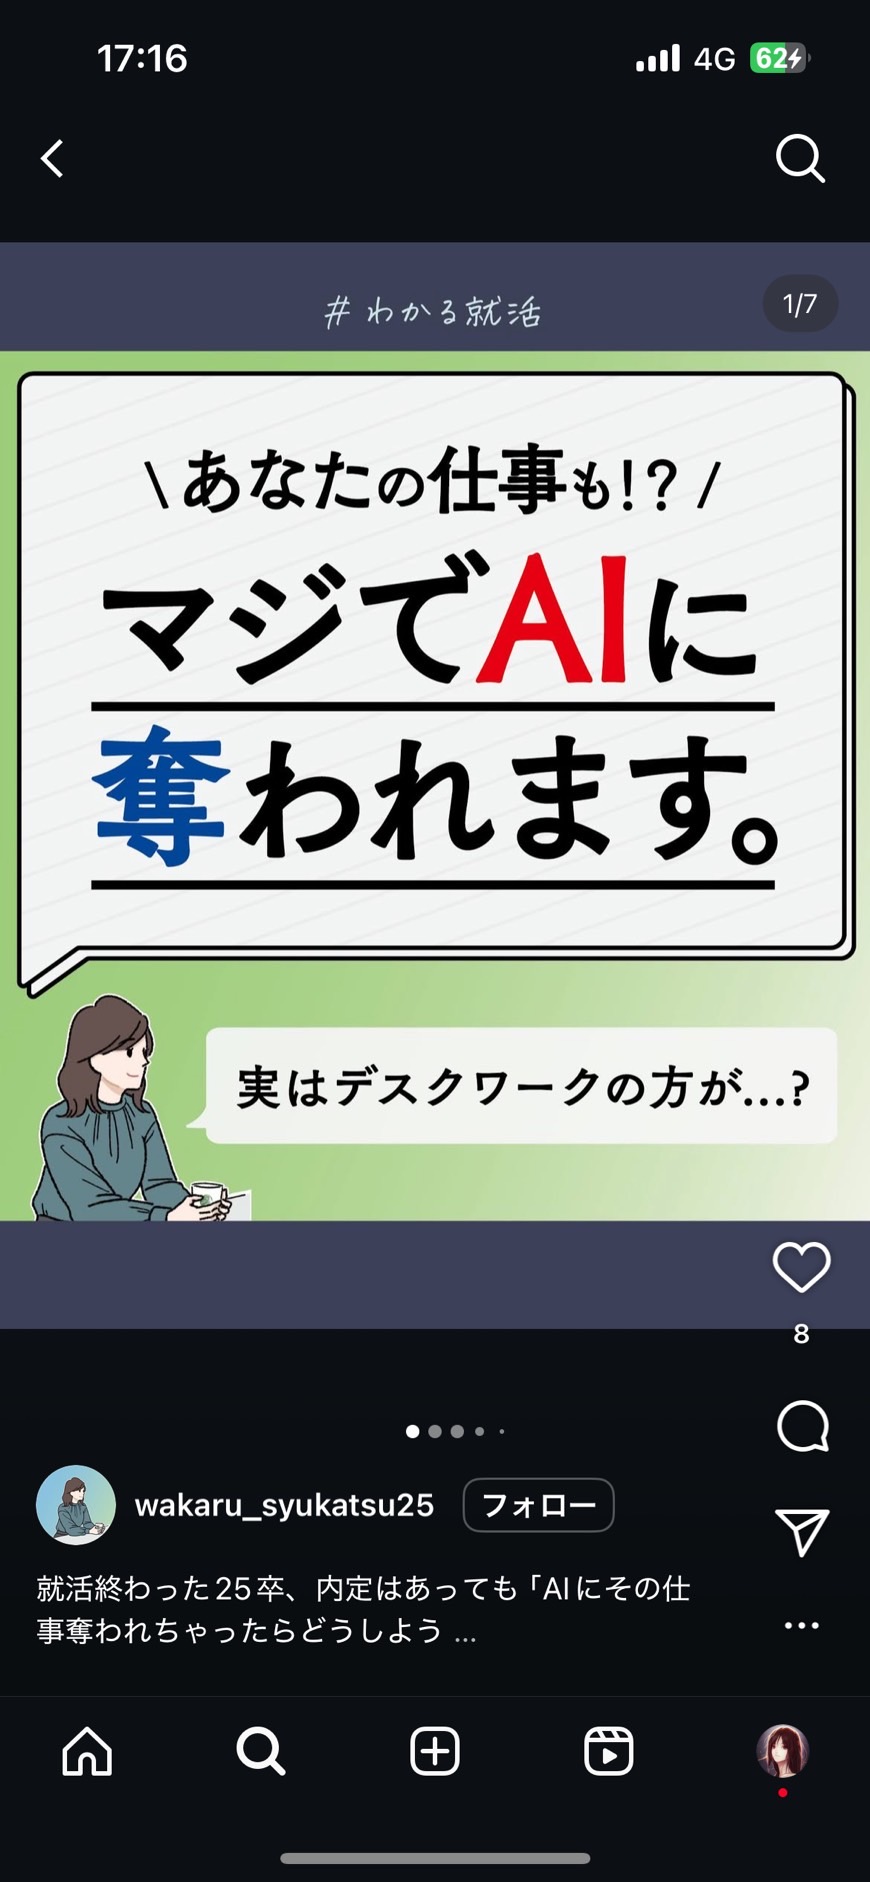 17:16
4G
62
# わかる就活
1/7
\ あなたの仕事も!? /
マジでAIに
奪われます。
実はデスクワークの方が...?
8
wakaru_syukatsu25
フォロー
就活終わった25卒、内定はあっても「AIにその仕
事奪われちゃったらどうしよう ...